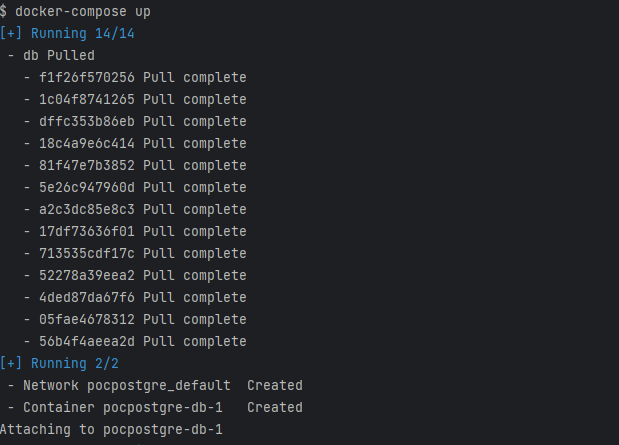 $ docker-compose up
[+] Running 14/14
- db Pulled
- f1f26f570256 Pull complete
- 1c04f8741265 Pull complete
- dffc353b86eb Pull complete
- 18c4a9e6c414 Pull complete
- 81f47e7b3852 Pull complete
- 5e26c947960d Pull complete
- a2c3dc85e8c3 Pull complete
- 17df73636f01 Pull complete
- 713535cdf17c Pull complete
- 52278a39eea2 Pull complete
- 4ded87da67f6 Pull complete
- 05fae4678312 Pull complete
- 56b4f4aeea2d Pull complete
[+] Running 2/2
- Network pocpostgre_default  Created
- Container pocpostgre-db-1   Created
Attaching to pocpostgre-db-1